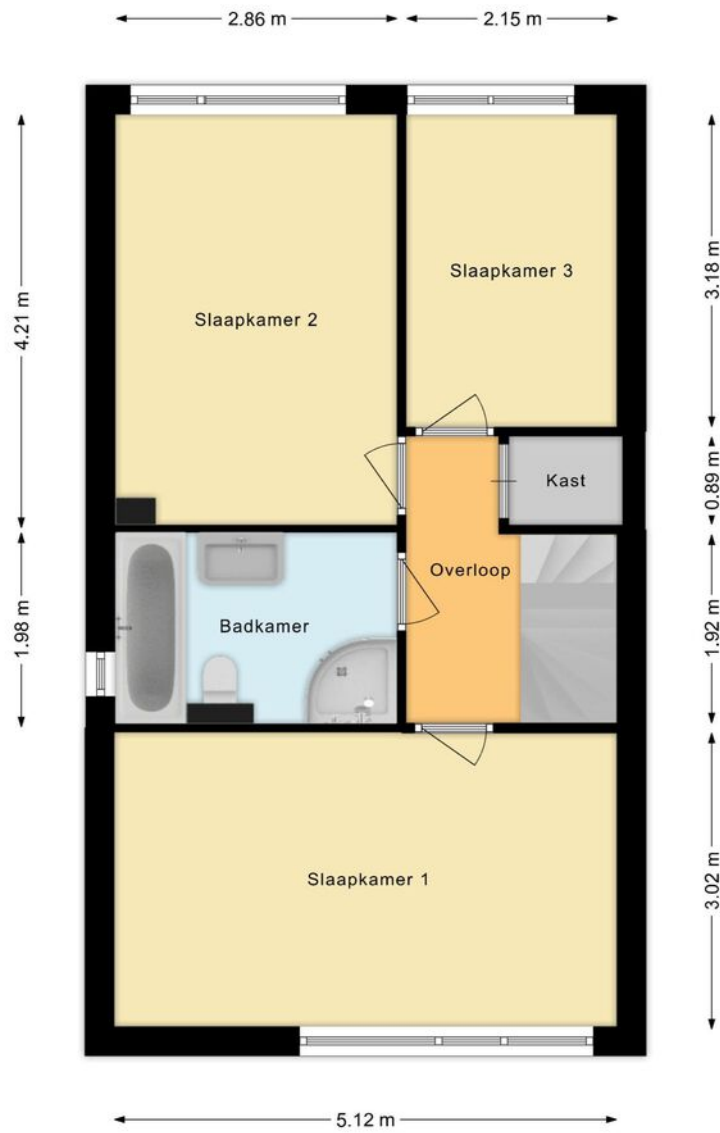 2.86 m
2.15 m
4.21 m
3.18 m
Slaapkamer 3
Slaapkamer 2
Kast
0.89 m
Overloop
Badkamer
1.98 m
1.92 m
Slaapkamer 1
3.02 m
5.12 m